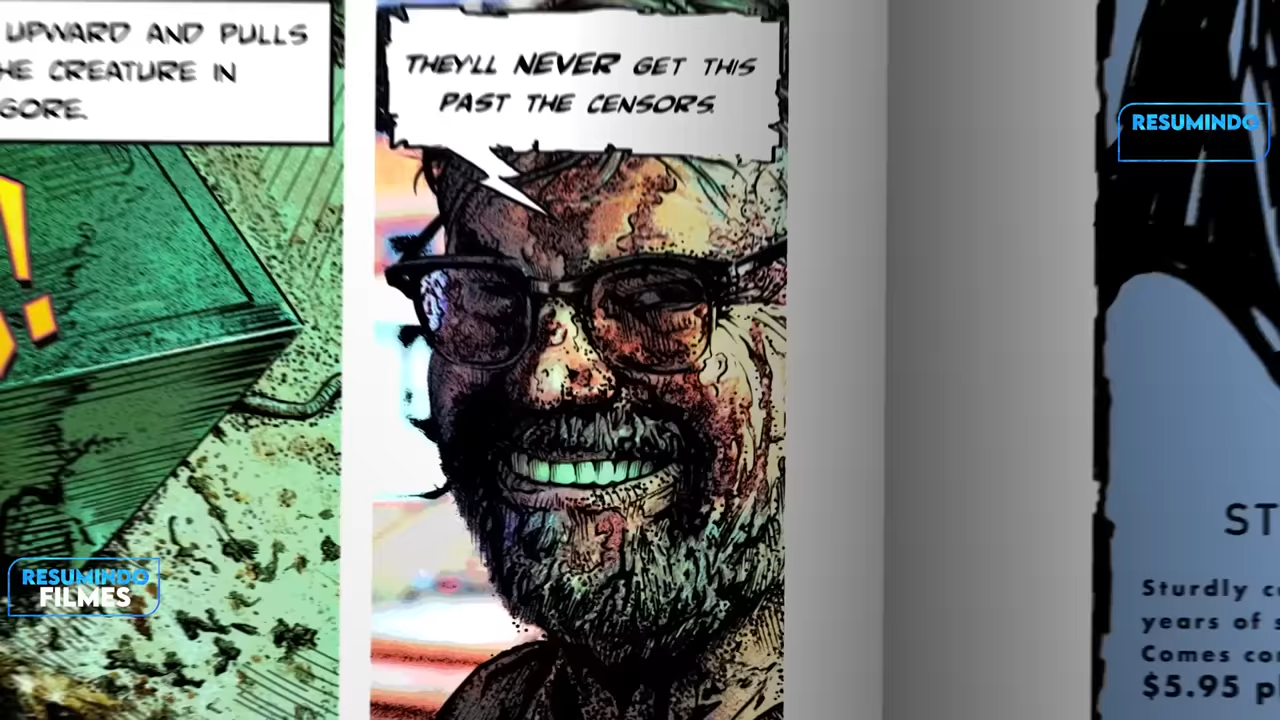 UPWARD AND PULLS
HE CREATURE IN
GORE.
THEY'LL NEVER GET THIS
PAST THE CENSORS.
RESUMINDO
RESUMINDO
FILMES
ST
Sturdly c
years of s
Comes co
$5.95 p